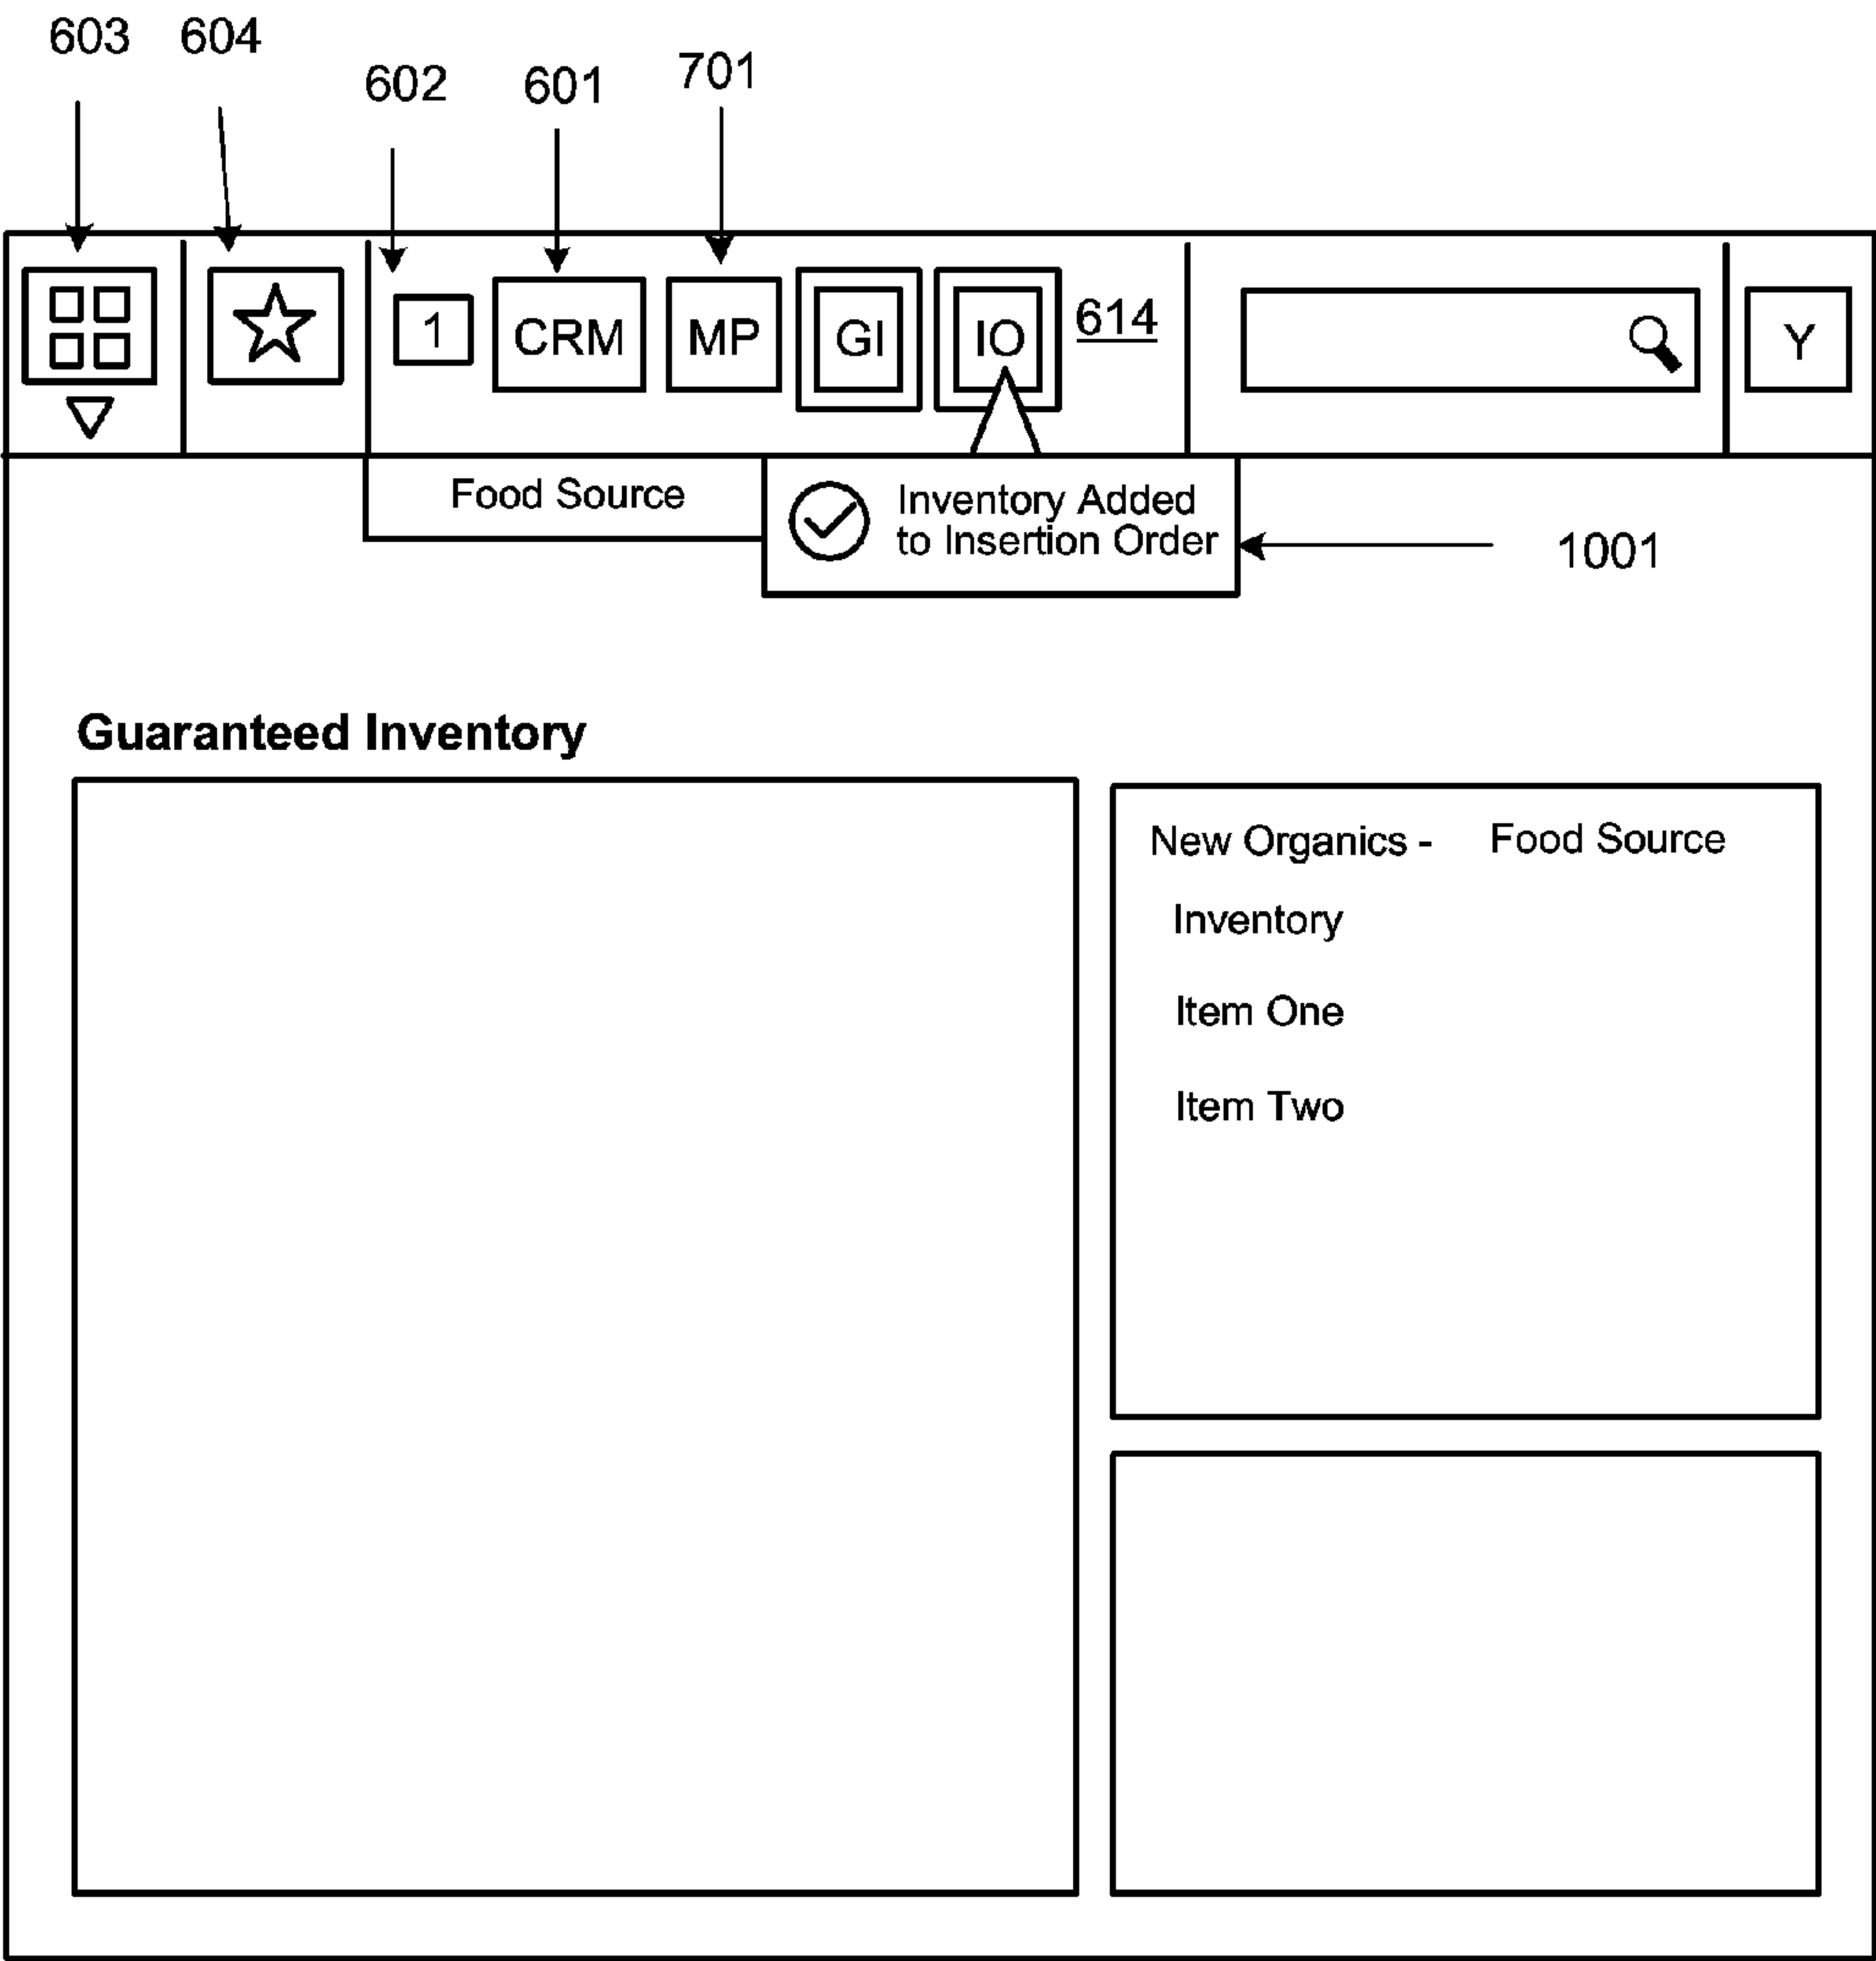 603 604
602 601 701
1 CRM MP GI IO 614 Y
Food Source
Inventory Added
to Insertion Order
1001
Guaranteed Inventory
New Organics - Food Source
Inventory
Item One
Item Two